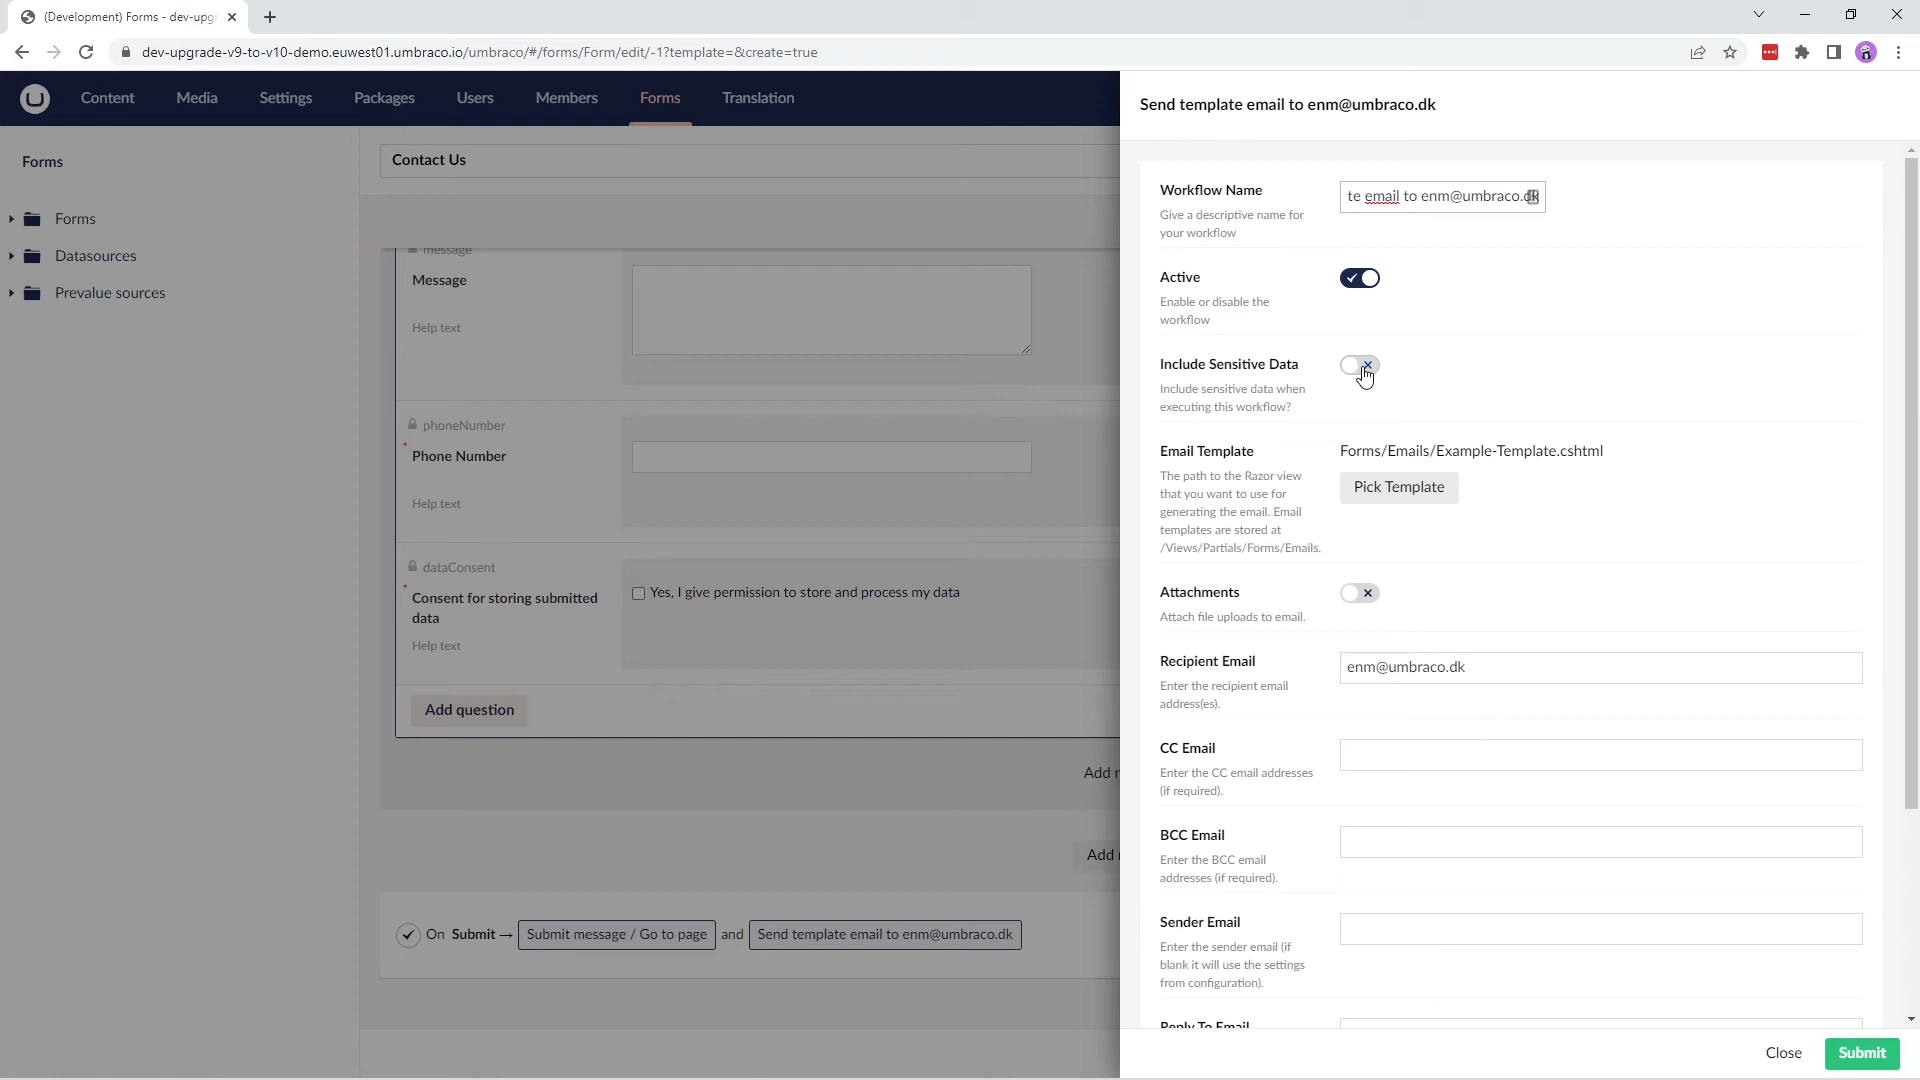 (Development) Forms - dev-upgr
dev-upgrade-v9-to-v10-demo.euwest01.umbraco.io/umbraco/#/forms/Form/edit/-1?template=&create=true
Content Media Settings Packages Users Members Forms Translation
Forms
Forms
Datasources
Prevalue sources
Contact Us
message
Message
Help text
phoneNumber
* Phone Number
Help text
dataConsent
* Consent for storing submitted
data
Help text
Yes, I give permission to store and process my data
Add question
Add
Add
On Submit → Submit message / Go to page and Send template email to enm@umbraco.dk
Send template email to enm@umbraco.dk
Workflow Name
Give a descriptive name for
your workflow
te email to enm@umbraco.dk
Active
Enable or disable the
workflow
Include Sensitive Data
Include sensitive data when
executing this workflow?
Email Template
The path to the Razor view
that you want to use for
generating the email. Email
templates are stored at
/Views/Partials/Forms/Emails.
Forms/Emails/Example-Template.cshtml
Pick Template
Attachments
Attach file uploads to email.
Recipient Email
Enter the recipient email
address(es).
enm@umbraco.dk
CC Email
Enter the CC email addresses
(if required).
BCC Email
Enter the BCC email
addresses (if required).
Sender Email
Enter the sender email (if
blank it will use the settings
from configuration).
Reply To Email
Close Submit